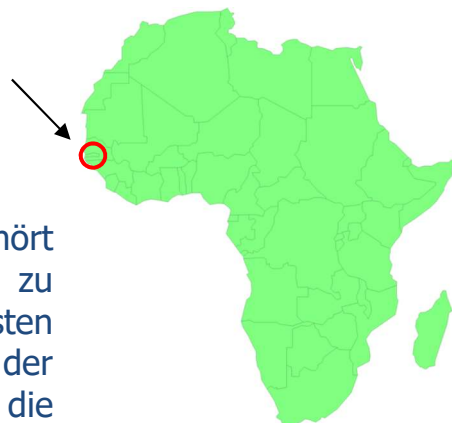 hört
zu
sten
der
die